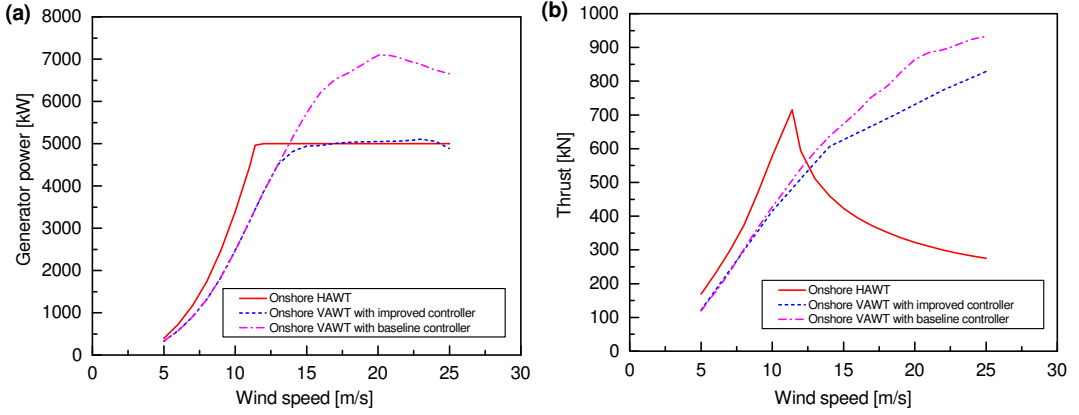 (a)
8000
7000
6000
5000
4000
3000
2000
1000
0
Generator power [kW]
Onshore HAWT
Onshore VAWT with improved controller
Onshore VAWT with baseline controller
0 5 10 15 20 25 30
Wind speed [m/s]
(b)
1000
900
800
700
600
500
400
300
200
100
0
Thrust [kN]
Onshore HAWT
Onshore VAWT with improved controller
Onshore VAWT with baseline controller
0 5 10 15 20 25 30
Wind speed [m/s]